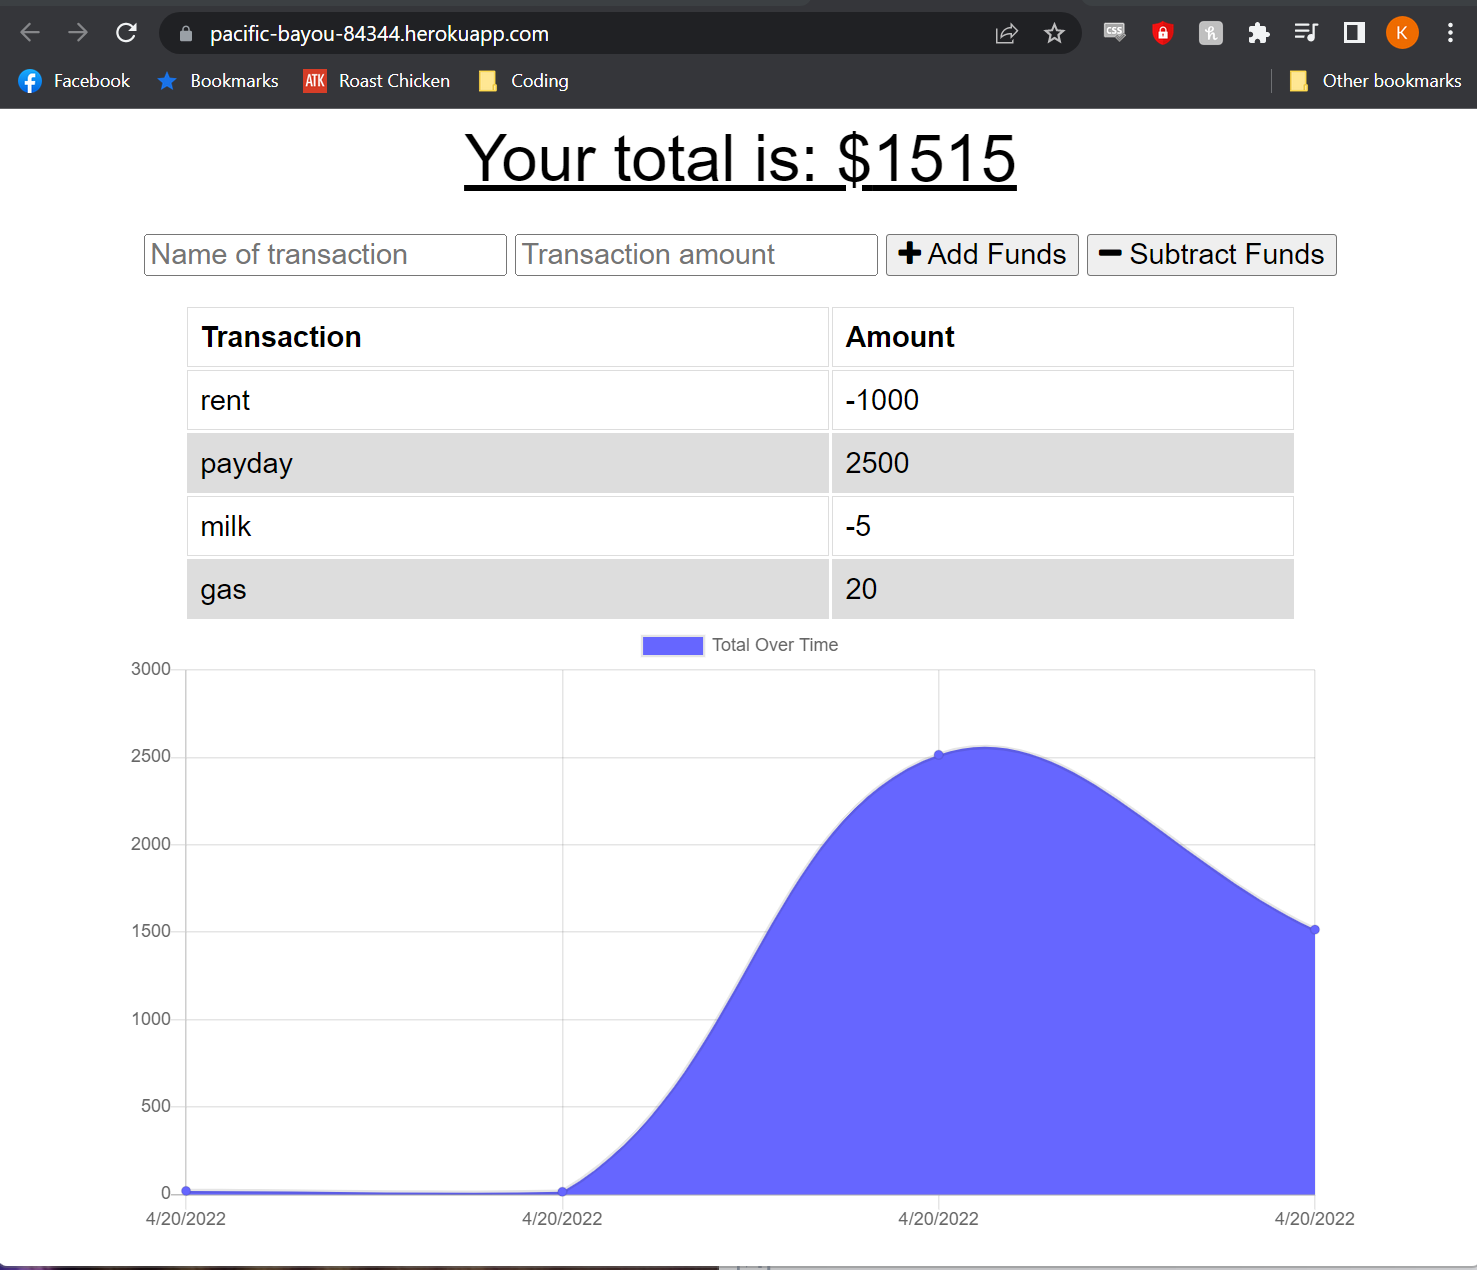 pacific-bayou-84344.herokuapp.com
CSS
K
Facebook Bookmarks ATK Roast Chicken Coding Other bookmarks
Your total is: $1515
Name of transaction Transaction amount Add Funds Subtract Funds
Transaction Amount
rent -1000
payday 2500
milk -5
gas 20
Total Over Time
3000
2500
2000
1500
1000
500
0
4/20/2022 4/20/2022 4/20/2022 4/20/2022